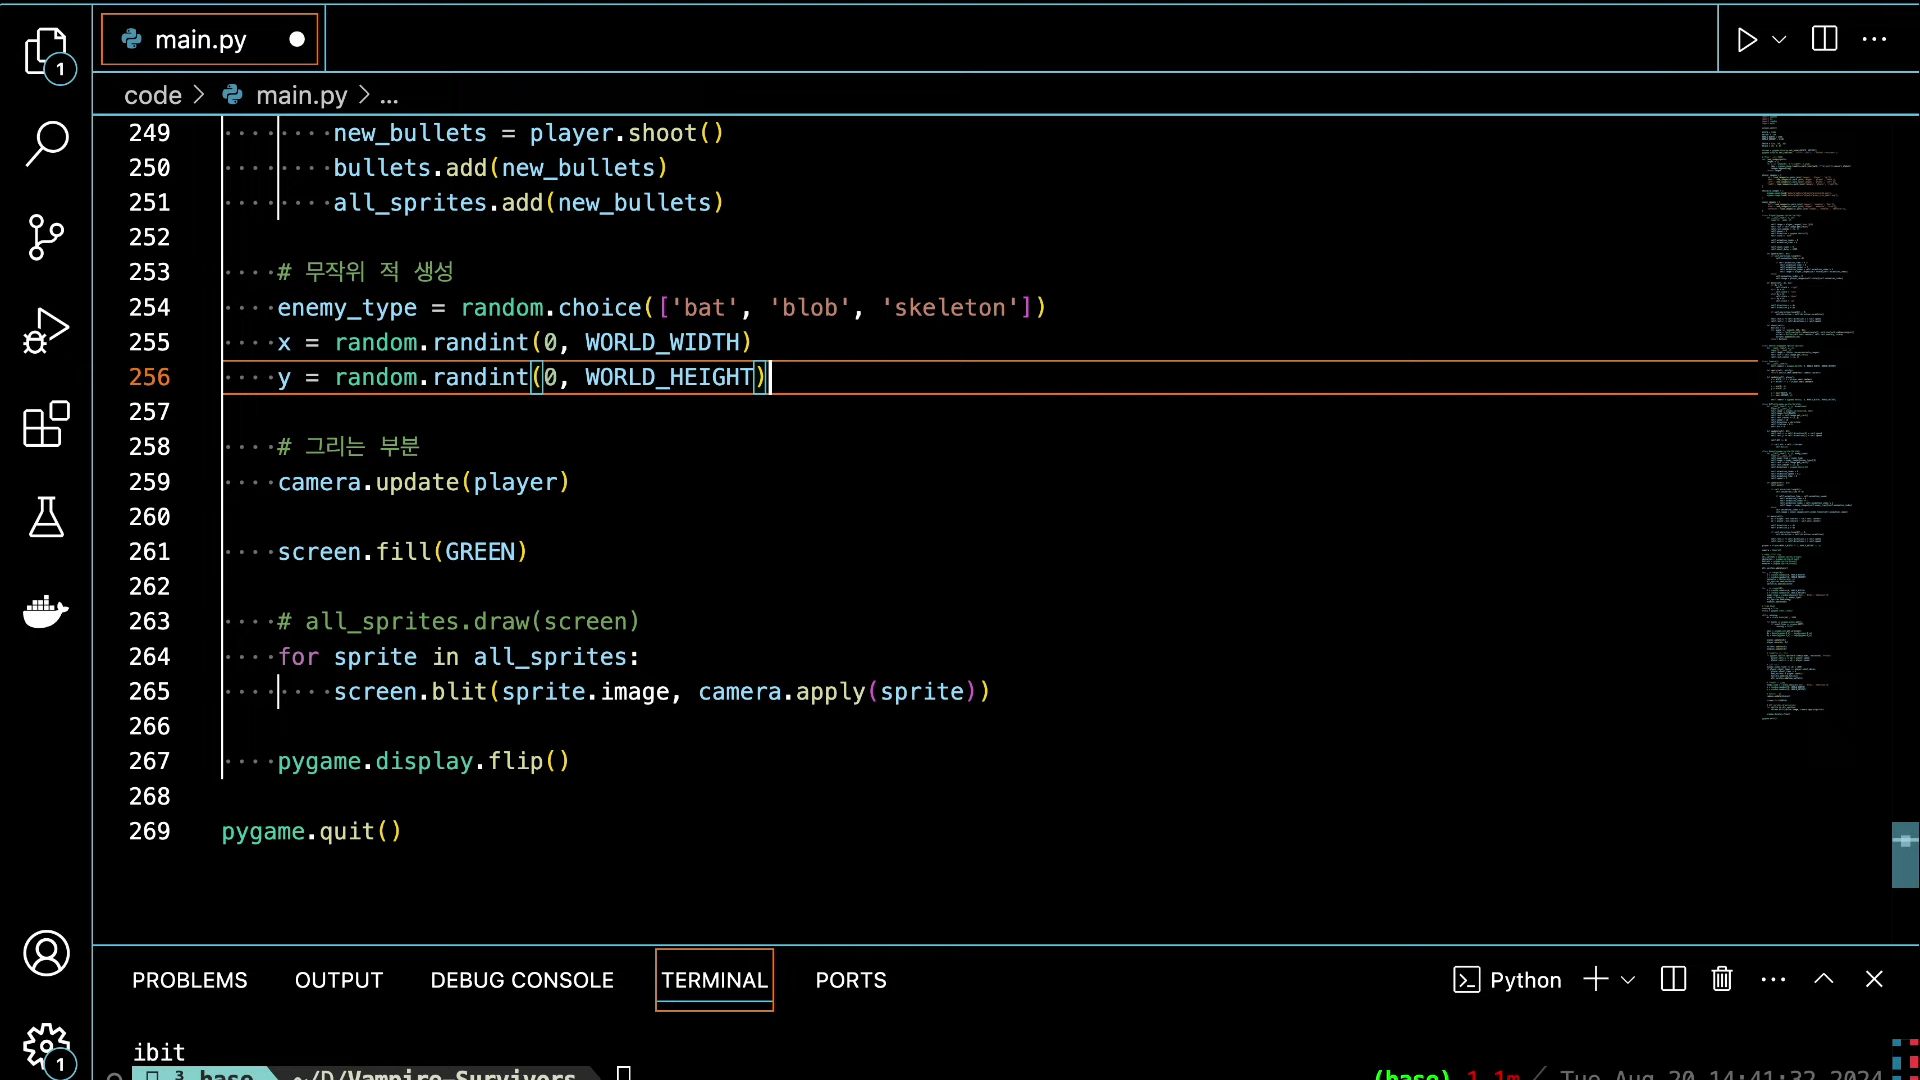 main.py
code > main.py > ...
249 new_bullets = player.shoot()
250 bullets.add(new_bullets)
251 all_sprites.add(new_bullets)
252
253 # 무작위 적 생성
254 enemy_type = random.choice(['bat', 'blob', 'skeleton'])
255 x = random.randint(0, WORLD_WIDTH)
256 y = random.randint(0, WORLD_HEIGHT)
257
258 # 그리는 부분
259 camera.update(player)
260
261 screen.fill(GREEN)
262
263 # all_sprites.draw(screen)
264 for sprite in all_sprites:
265 screen.blit(sprite.image, camera.apply(sprite))
266
267 pygame.display.flip()
268
269 pygame.quit()
1
PROBLEMS OUTPUT DEBUG CONSOLE TERMINAL PORTS Python
ibit
1 3 base ~/D/Vampire-Survivors (base) 1.1m / Tue Aug 20 14:41:32 2024